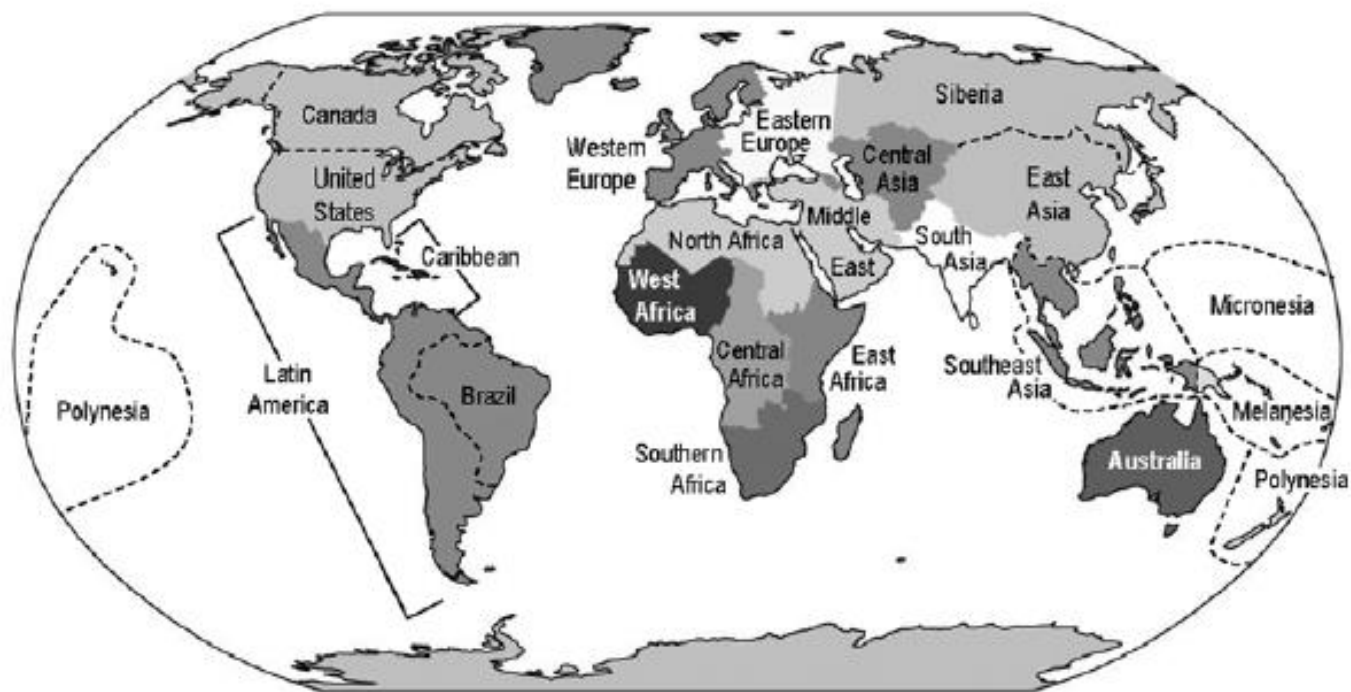 Canada
United
States
Caribbean
Latin
America
Brazil
Polynesia
Western
Europe
Eastern
Europe
Siberia
Central
Asia
East
Asia
North Africa
Middle
East
South
Asia
West
Africa
Central
Africa
East
Africa
Southern
Africa
Southeast
Asia
Micronesia
Melanesia
Australia
Polynesia